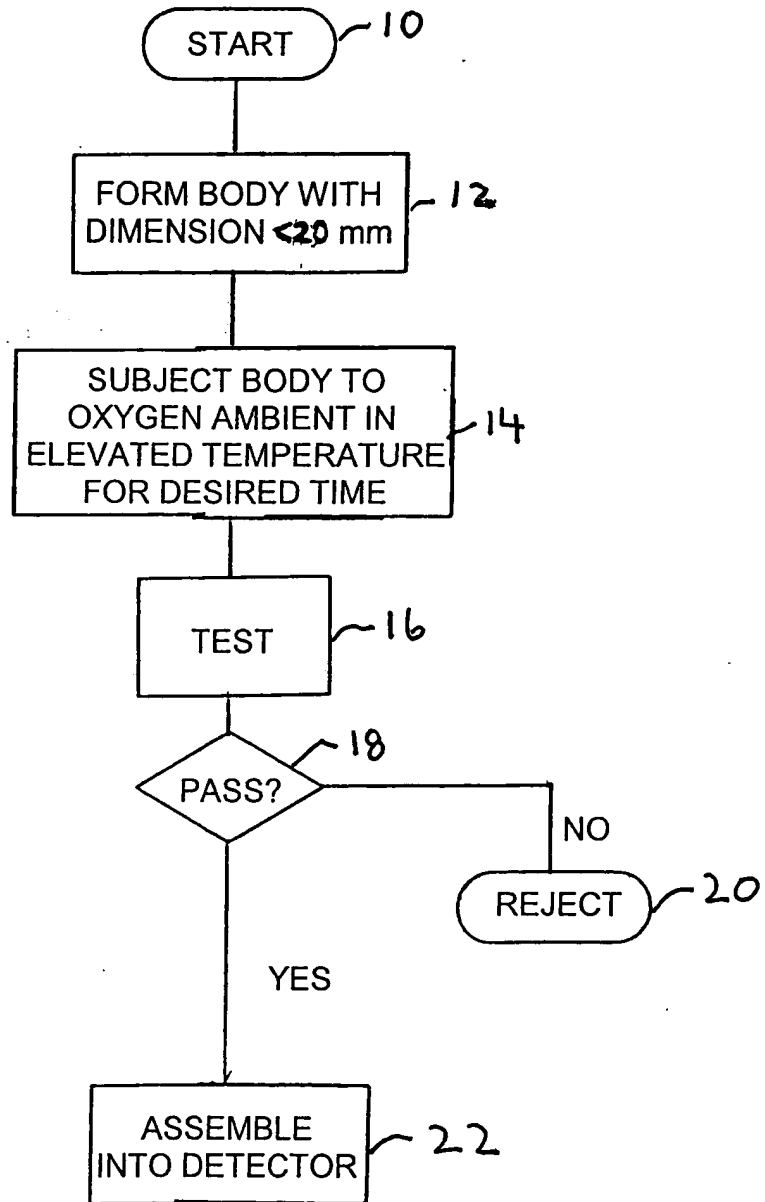 START
10
FORM BODY WITH
DIMENSION <20 mm
12
SUBJECT BODY TO
OXYGEN AMBIENT IN
ELEVATED TEMPERATURE
FOR DESIRED TIME
14
TEST
16
18
PASS?
NO
REJECT
20
YES
ASSEMBLE
INTO DETECTOR
22